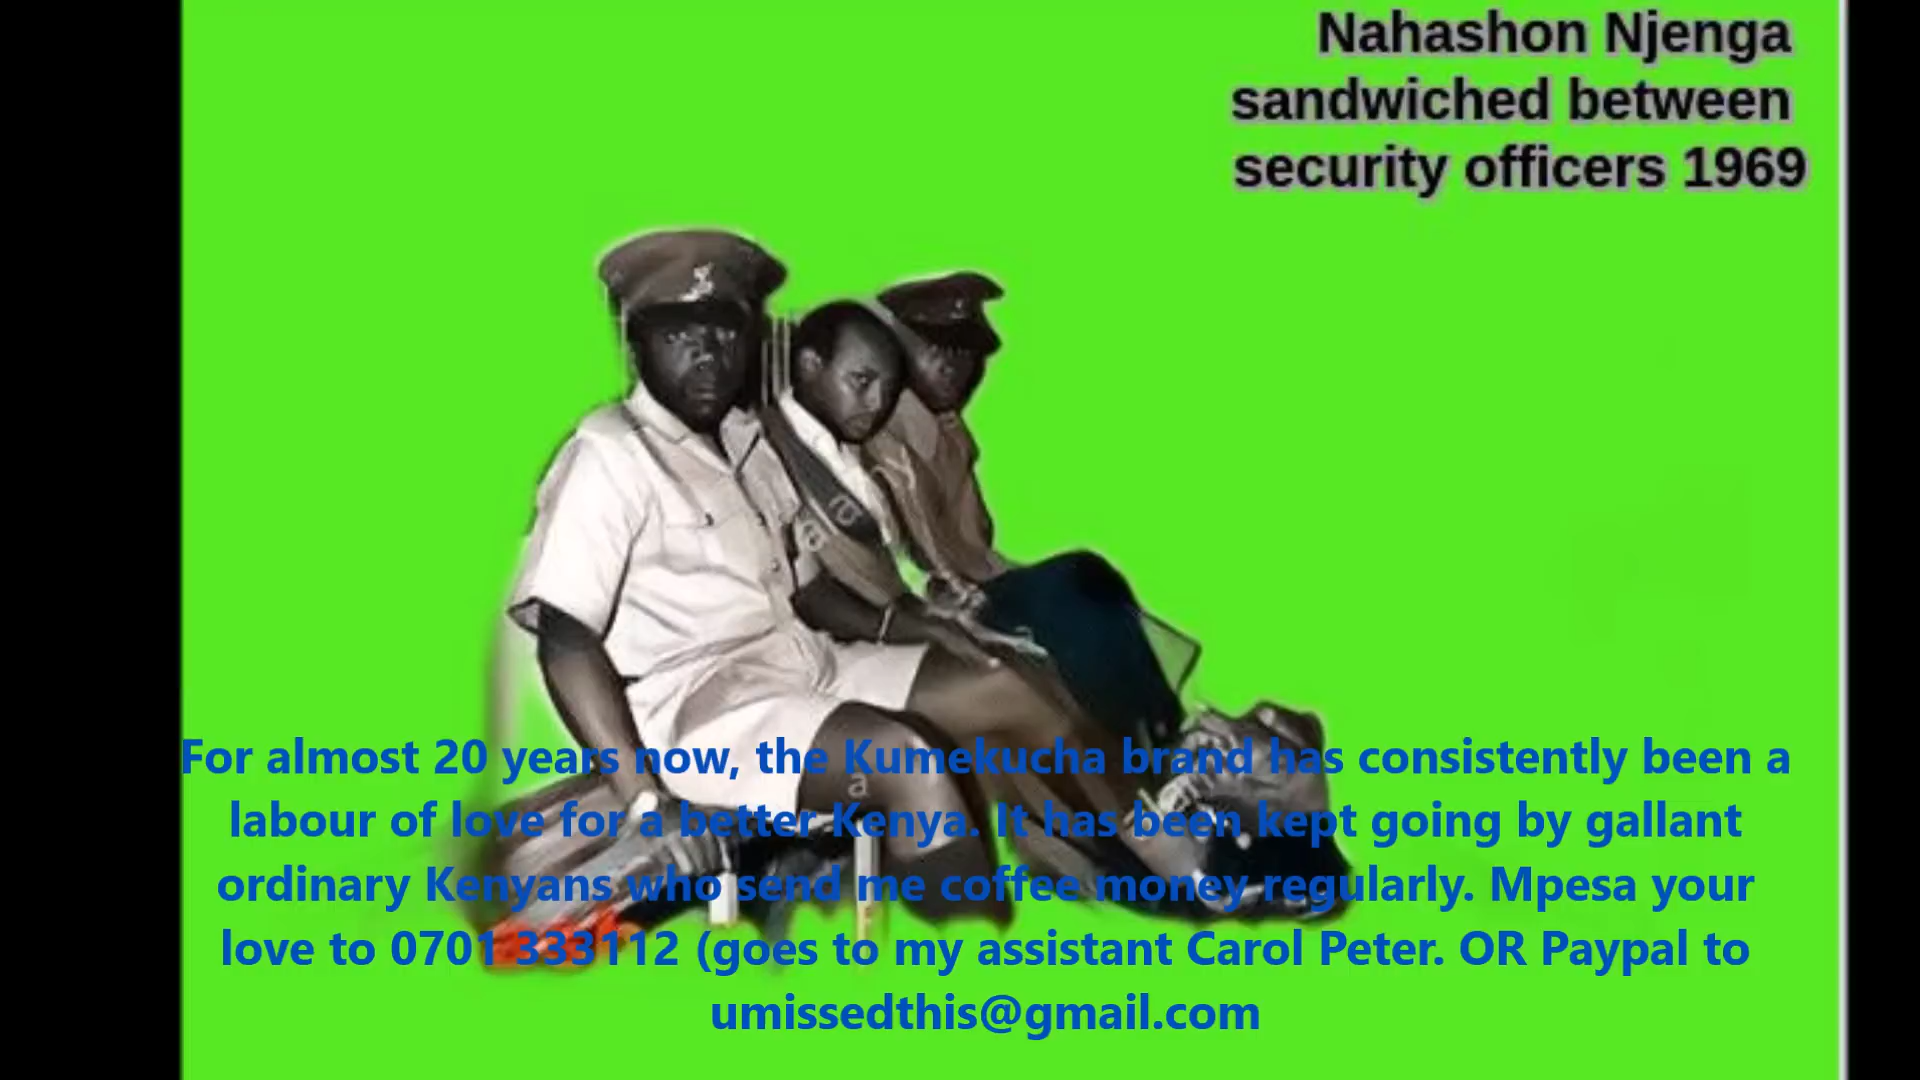 Nahashon Njenga
sandwiched between
security officers 1969
alamy
a
a
alamy
For almost 20 years now, the Kumekucha brand has consistently been a
labour of love for a better Kenya. It has been kept going by gallant
ordinary Kenyans who send me coffee money regularly. Mpesa your
love to 0701 333112 (goes to my assistant Carol Peter. OR Paypal to
umissedthis@gmail.com